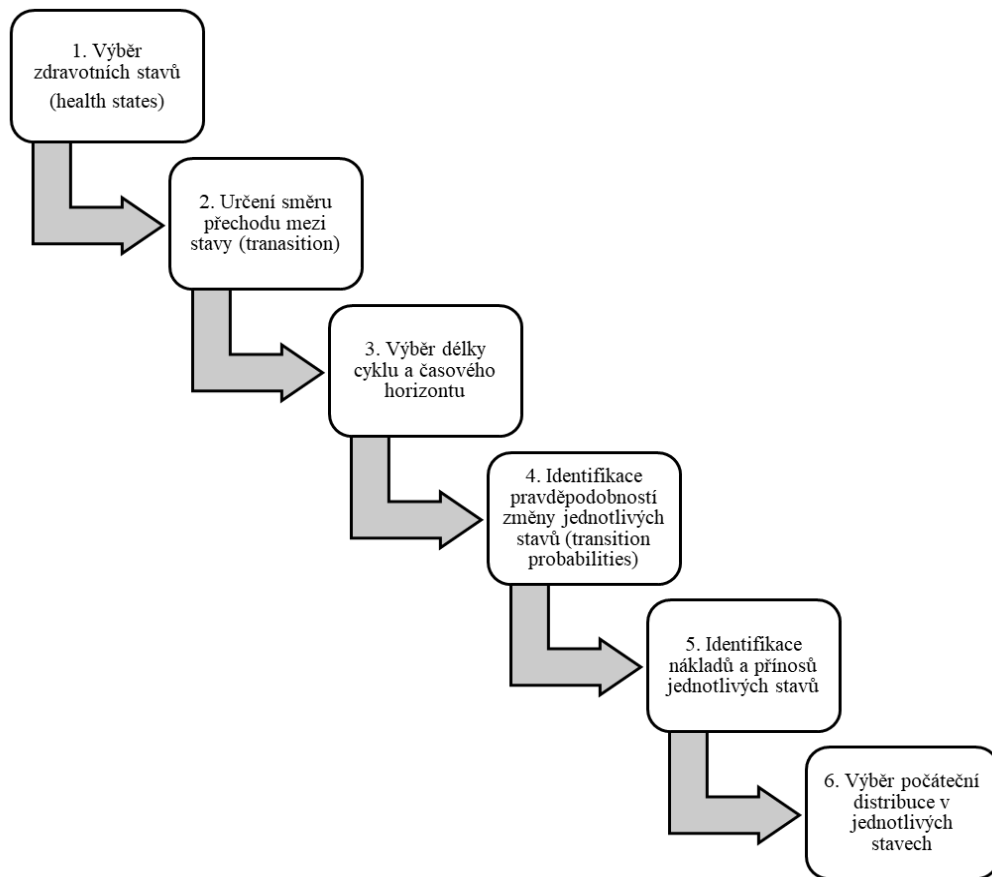 1. Výběr
zdravotních stavů
(health states)
2. Určení směru
přechodu mezi
stavy (tranasition)
3. Výběr délky
cyklu a časového
horizontu
4. Identifikace
pravděpodobností
změny jednotlivých
stavů (transition
probabilities)
5. Identifikace
nákladů a přínosů
jednotlivých stavů
6. Výběr počáteční
distribuce v
jednotlivých
stavech